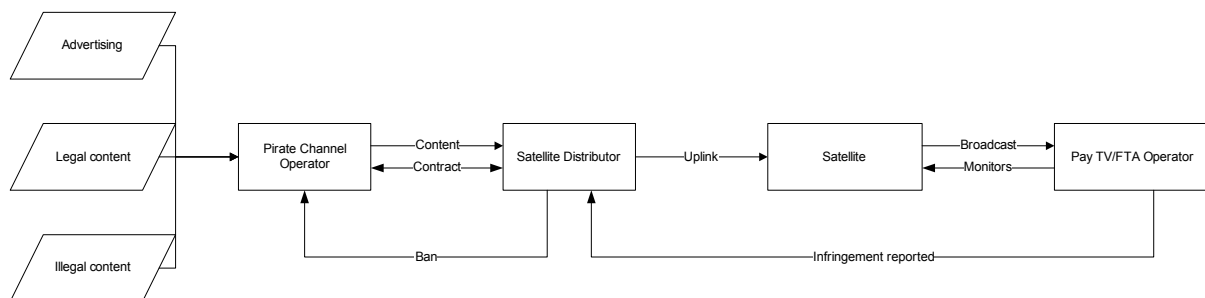 Advertising
Legal content
Illegal content
Pirate Channel
Operator
Content
Contract
Satellite Distributor
Uplink
Satellite
Broadcast
Monitors
Pay TV/FTA Operator
Ban
Infringement reported